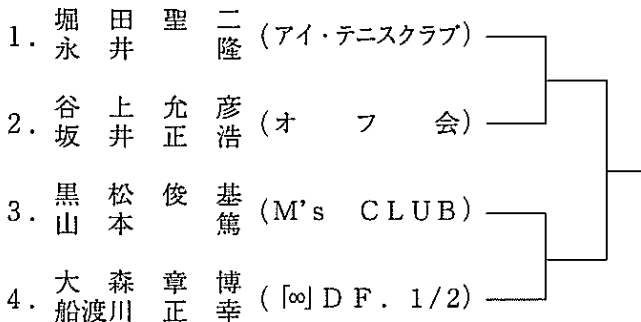 1. 堀田聖二
永井隆 (アイ・テニスクラブ)
2. 谷上允彦
坂井正浩 (オフ会)
3. 黒松俊基
山本篤 (M's CLUB)
4. 大森章博
船渡川正幸 (「∞」DF. 1/2)